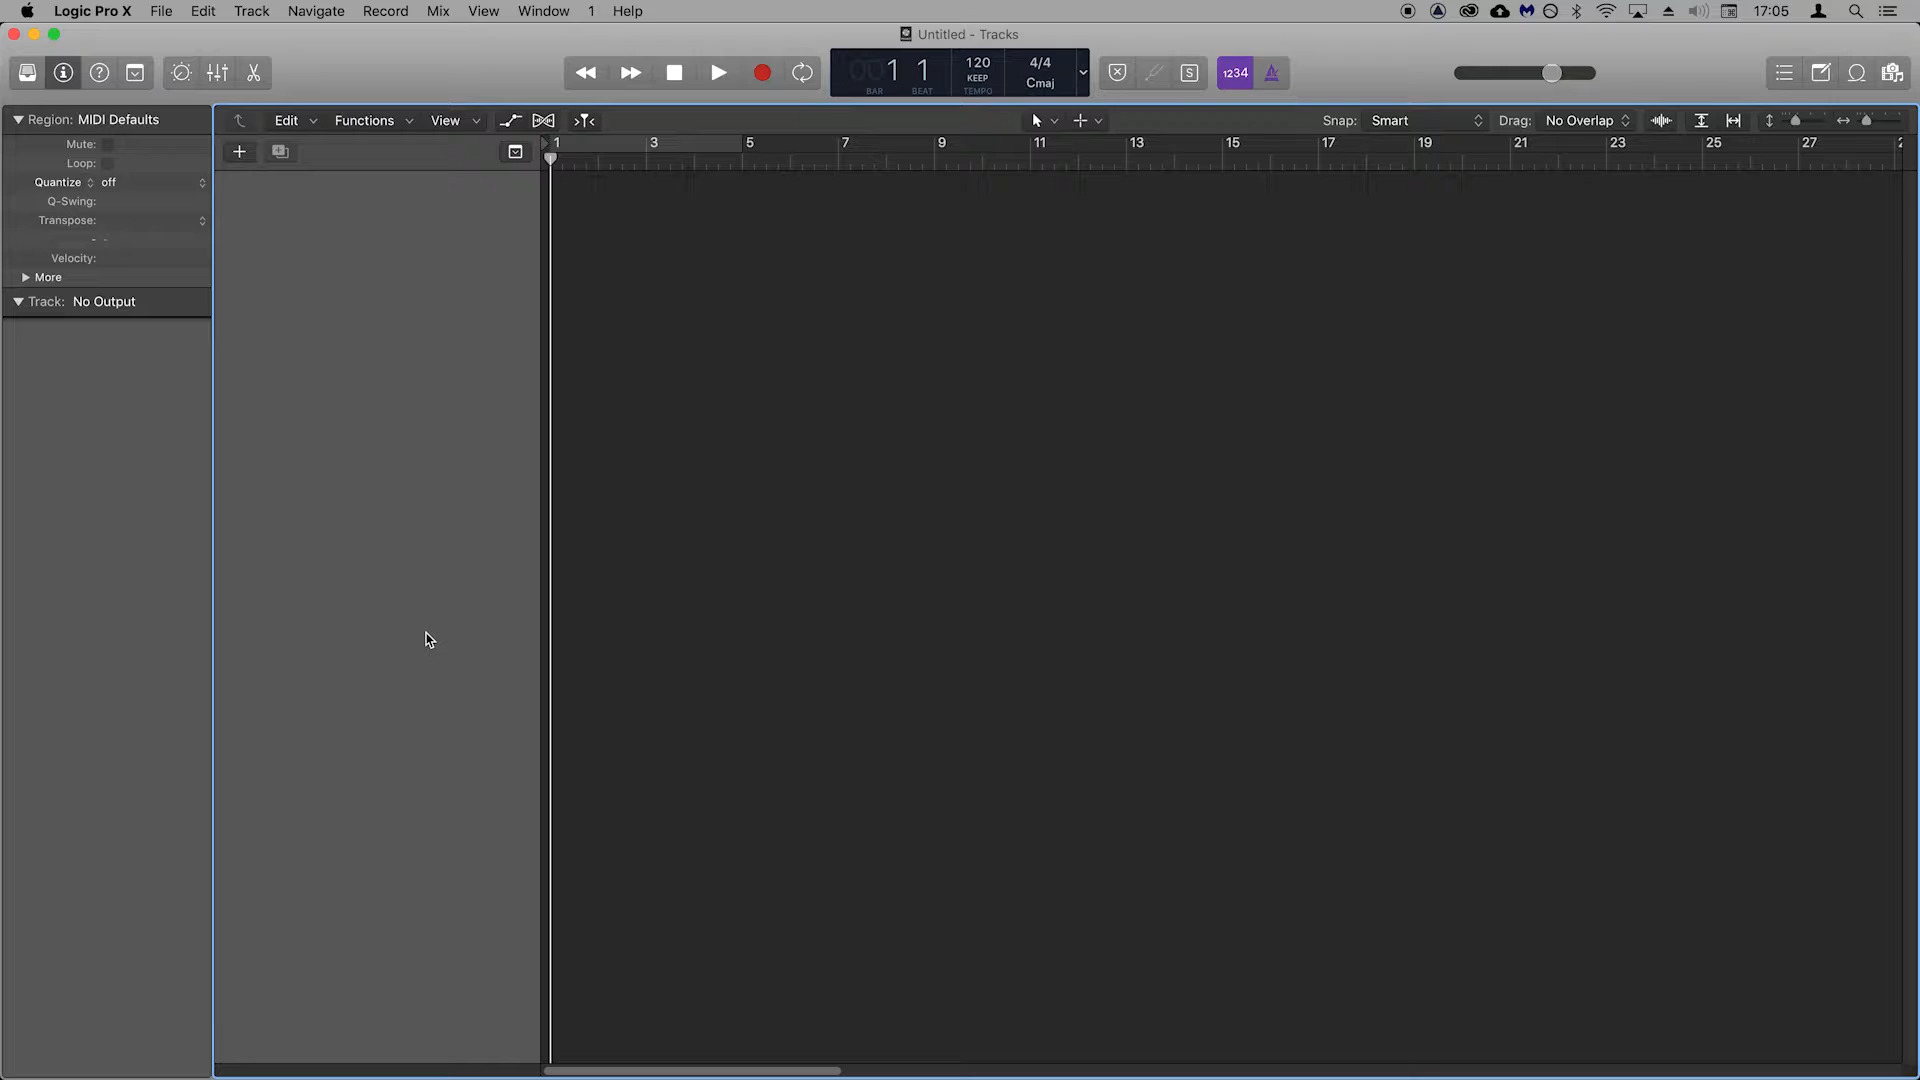 Logic Pro X File Edit Track Navigate Record Mix View Window 1 Help 17:05
Untitled - Tracks
001 1 120 4/4
KEEP Cmaj
BAR BEAT TEMPO
S 1234
Region: MIDI Defaults
Edit Functions View Snap: Smart Drag: No Overlap
Mute:
Loop:
Quantize off
Q-Swing:
Transpose:
Velocity:
More
Track: No Output
1 3 5 7 9 11 13 15 17 19 21 23 25 27